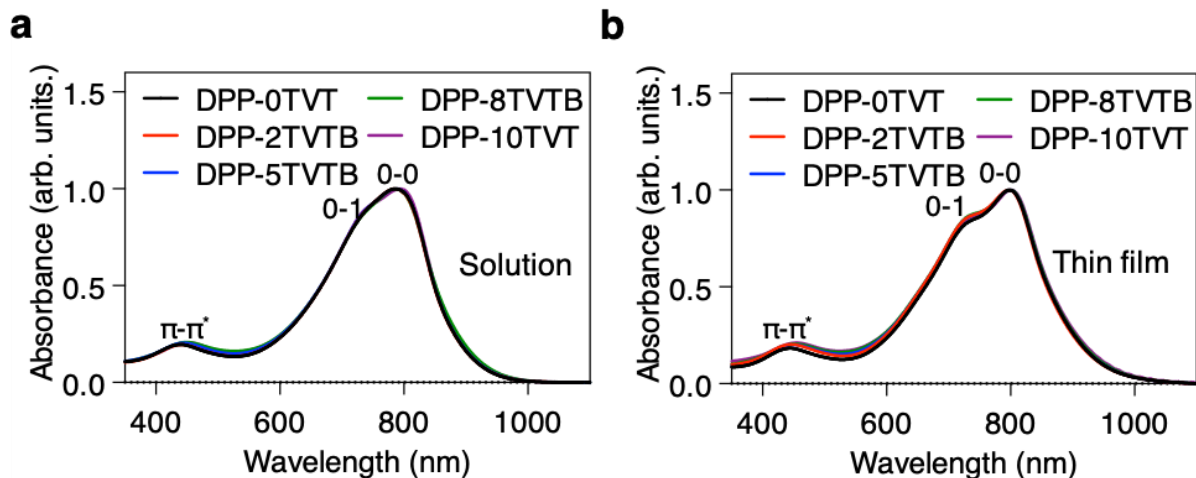 a
Absorbance (arb. units.)
1.5
1.0
0.5
0.0
DPP-0TVT
DPP-8TVTB
DPP-2TVTB
DPP-10TVT
DPP-5TVTB
0-0
0-1
Solution
π-π*
400
600
800
1000
Wavelength (nm)
b
Absorbance (arb. units.)
1.5
1.0
0.5
0.0
DPP-0TVT
DPP-8TVTB
DPP-2TVTB
DPP-10TVT
DPP-5TVTB
0-0
0-1
Thin film
π-π*
400
600
800
1000
Wavelength (nm)